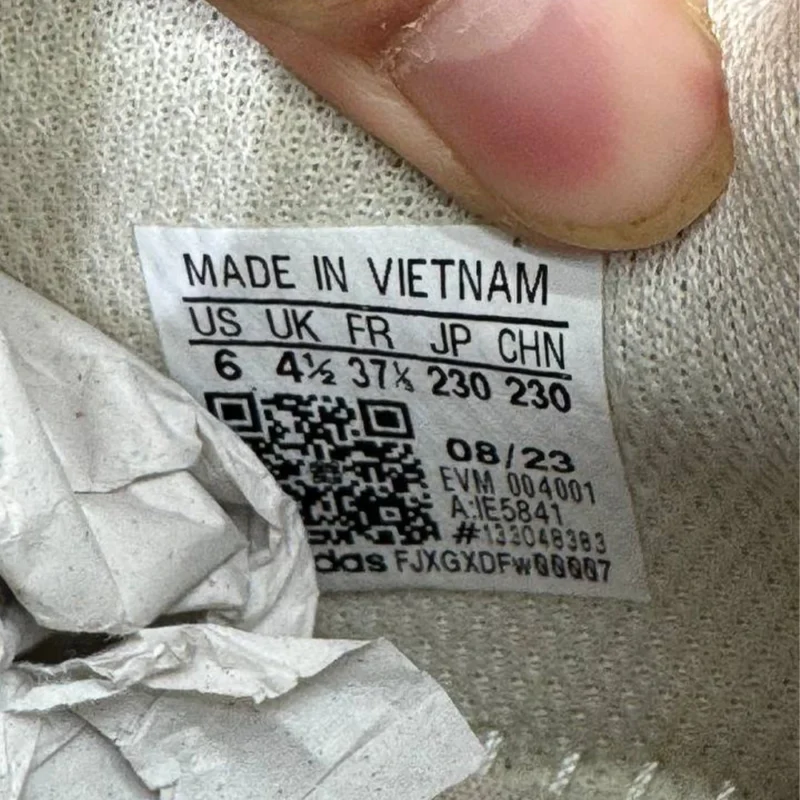 MADE IN VIETNAM
US UK FR JP CHN
6 4½ 37⅓ 230 230
08/23
EVM 004001
A:IE5841
#133048383
das FJXGXDFw00007